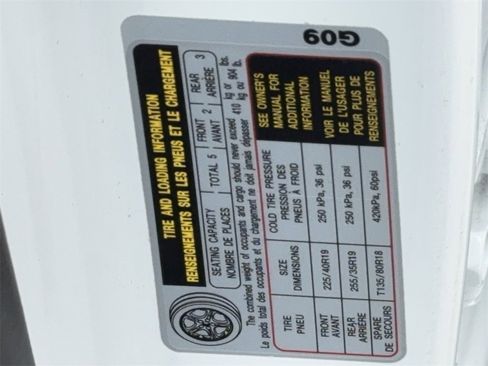 TIRE AND LOADING INFORMATION
RENSEIGNEMENTS SUR LES PNEUS ET LE CHARGEMENT
SEATING CAPACITY TOTAL 5 FRONT 2 REAR 3
NOMBRE DE PLACES AVANT ARRIÈRE
The combined weight of occupants and cargo should never exceed 410 kg or 904 lbs.
Le poids total des occupants et du chargement ne doit jamais dépasser kg ou lb.
TIRE SIZE COLD TIRE PRESSURE SEE OWNER'S
PNEU DIMENSIONS PRESSION DES MANUAL FOR
PNEUS À FROID ADDITIONAL
INFORMATION
FRONT 225/40R19 250 kPa, 36 psi
AVANT
VOIR LE MANUEL
REAR 255/35R19 250 kPa, 36 psi DE L'USAGER
ARRIÈRE POUR PLUS DE
SPARE T135/80R18 420kPa, 60psi RENSEIGNEMENTS
DE SECOURS
G09